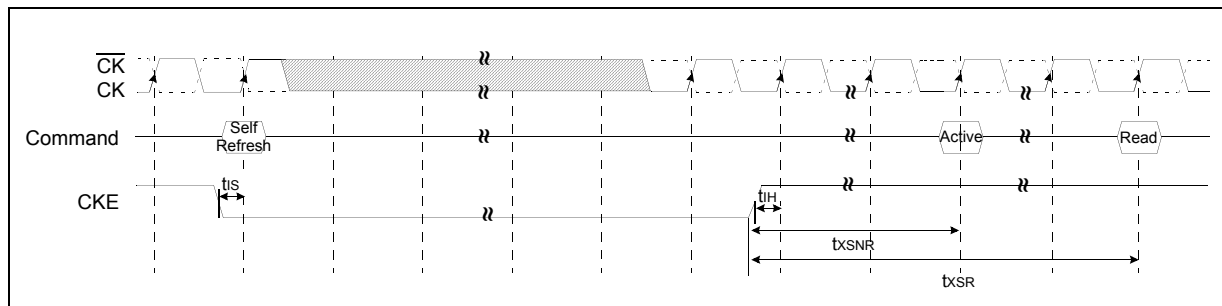 CK
CK
Command
Self
Refresh
Active
Read
CKE
tIS
tIH
tXSNR
tXSR